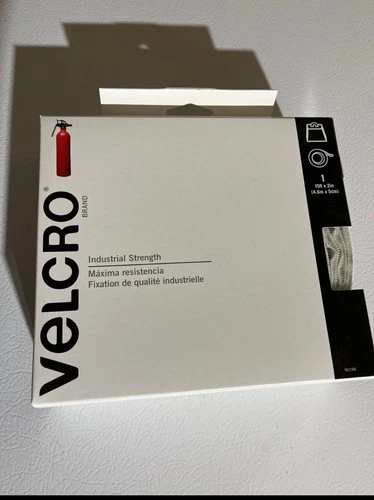 VELCRO®
BRAND
Industrial Strength
Máxima resistencia
Fixation de qualité industrielle
1
15ft x 2in
(4.6m x 5cm)